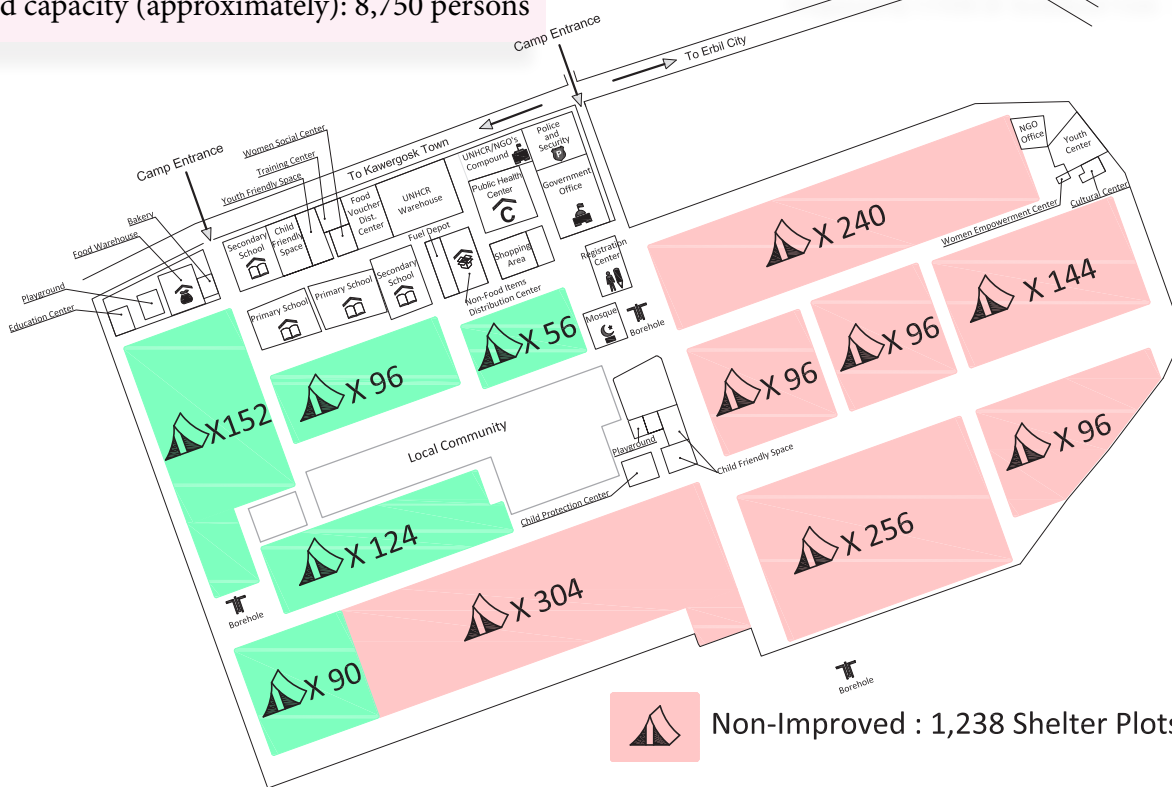 d capacity (approximately): 8,750 persons
Camp Entrance
To Erbil City
To Kawergosk Town
Camp Entrance
Women Social Center
Training Center
Youth Friendly Space
Bakery
Food Warehouse
Playground
Education Center
Secondary
School
Child
Friendly
Space
Food
Voucher
Dist.
Center
UNHCR
Warehouse
UNHCR/NGO's
Compound
Police
and
Security
P
Public Health
Center
C
Government
Office
Fuel Depot
Shopping
Area
Non-Food Items
Distribution Center
Primary School
Primary School
Secondary
School
Registration
Center
Mosque
Borehole
NGO
Office
Youth
Center
Cultural Center
Women Empowerment Center
X 240
X 144
X 96
X 96
X 96
X 256
X 304
X152
X 96
X 56
X 124
X 90
Local Community
Playground
Child Friendly Space
Child Protection Center
Borehole
Borehole
Non-Improved : 1,238 Shelter Plots